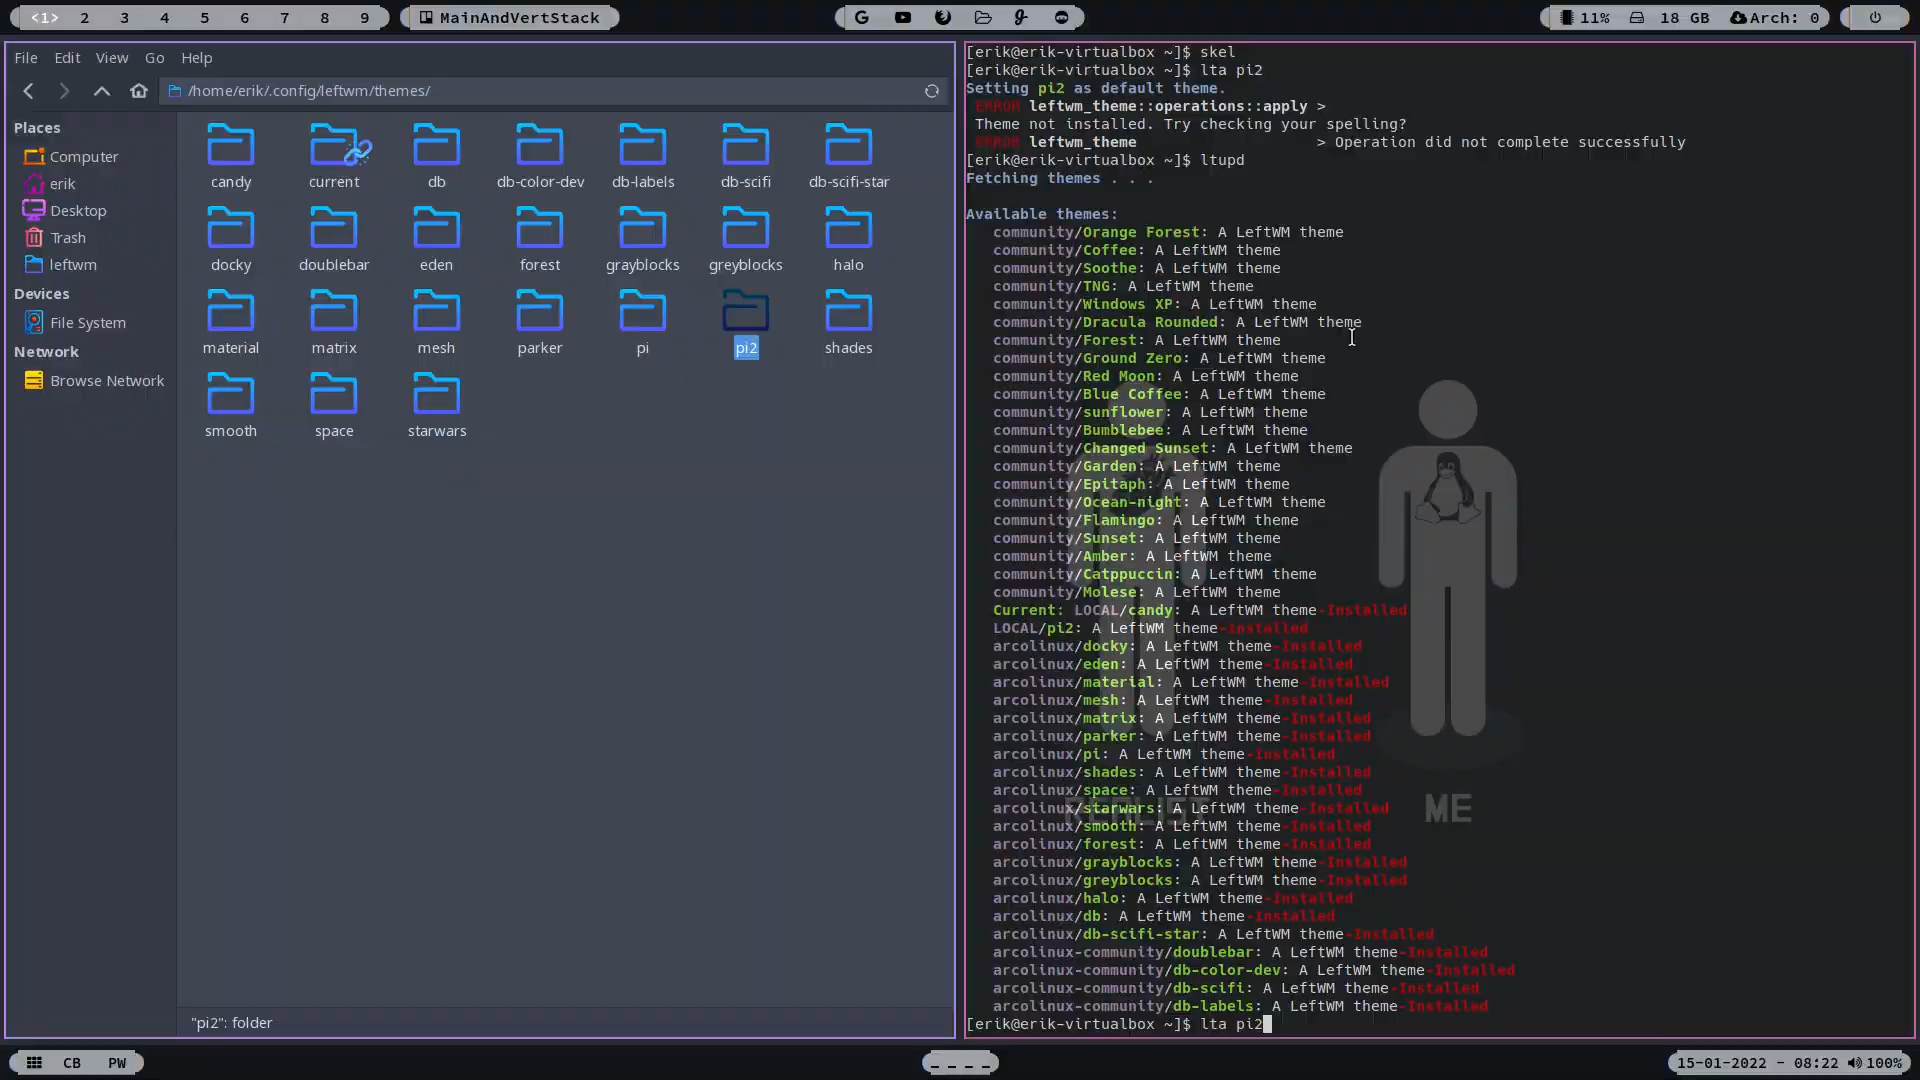 <1> 2 3 4 5 6 7 8 9 MainAndVertStack 11% 18 GB Arch: 0
File Edit View Go Help
/home/erik/.config/leftwm/themes/
Places
Computer
erik
Desktop
Trash
leftwm
Devices
File System
Network
Browse Network
candy current db db-color-dev db-labels db-scifi db-scifi-star
docky doublebar eden forest grayblocks greyblocks halo
material matrix mesh parker pi pi2 shades
smooth space starwars
"pi2": folder
[erik@erik-virtualbox ~]$ skel
[erik@erik-virtualbox ~]$ lta pi2
Setting pi2 as default theme.
ERROR leftwm_theme::operations::apply >
Theme not installed. Try checking your spelling?
ERROR leftwm_theme > Operation did not complete successfully
[erik@erik-virtualbox ~]$ ltupd
Fetching themes . . .
Available themes:
community/Orange Forest: A LeftWM theme
community/Coffee: A LeftWM theme
community/Soothe: A LeftWM theme
community/TNG: A LeftWM theme
community/Windows XP: A LeftWM theme
community/Dracula Rounded: A LeftWM theme
community/Forest: A LeftWM theme
community/Ground Zero: A LeftWM theme
community/Red Moon: A LeftWM theme
community/Blue Coffee: A LeftWM theme
community/sunflower: A LeftWM theme
community/Bumblebee: A LeftWM theme
community/Changed Sunset: A LeftWM theme
community/Garden: A LeftWM theme
community/Epitaph: A LeftWM theme
community/Ocean-night: A LeftWM theme
community/Flamingo: A LeftWM theme
community/Sunset: A LeftWM theme
community/Amber: A LeftWM theme
community/Catppuccin: A LeftWM theme
community/Molese: A LeftWM theme
Current: LOCAL/candy: A LeftWM theme-Installed
LOCAL/pi2: A LeftWM theme-Installed
arcolinux/docky: A LeftWM theme-Installed
arcolinux/eden: A LeftWM theme-Installed
arcolinux/material: A LeftWM theme-Installed
arcolinux/mesh: A LeftWM theme-Installed
arcolinux/matrix: A LeftWM theme-Installed
arcolinux/parker: A LeftWM theme-Installed
arcolinux/pi: A LeftWM theme-Installed
arcolinux/shades: A LeftWM theme-Installed
arcolinux/space: A LeftWM theme-Installed
arcolinux/starwars: A LeftWM theme-Installed
arcolinux/smooth: A LeftWM theme-Installed
arcolinux/forest: A LeftWM theme-Installed
arcolinux/grayblocks: A LeftWM theme-Installed
arcolinux/greyblocks: A LeftWM theme-Installed
arcolinux/halo: A LeftWM theme-Installed
arcolinux/db: A LeftWM theme-Installed
arcolinux/db-scifi-star: A LeftWM theme-Installed
arcolinux-community/doublebar: A LeftWM theme-Installed
arcolinux-community/db-color-dev: A LeftWM theme-Installed
arcolinux-community/db-scifi: A LeftWM theme-Installed
arcolinux-community/db-labels: A LeftWM theme-Installed
[erik@erik-virtualbox ~]$ lta pi2
REALIST
ME
CB PW
15-01-2022 - 08:22 100%